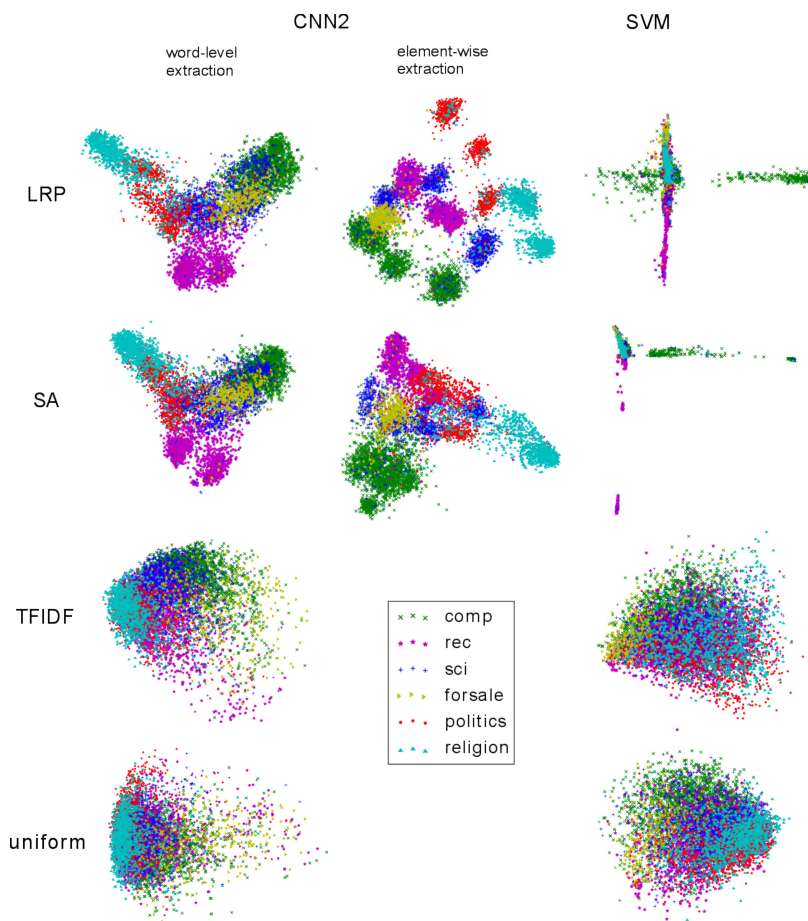 CNN2
SVM
word-level
extraction
element-wise
extraction
LRP
SA
TFIDF
comp
rec
sci
forsale
politics
religion
uniform